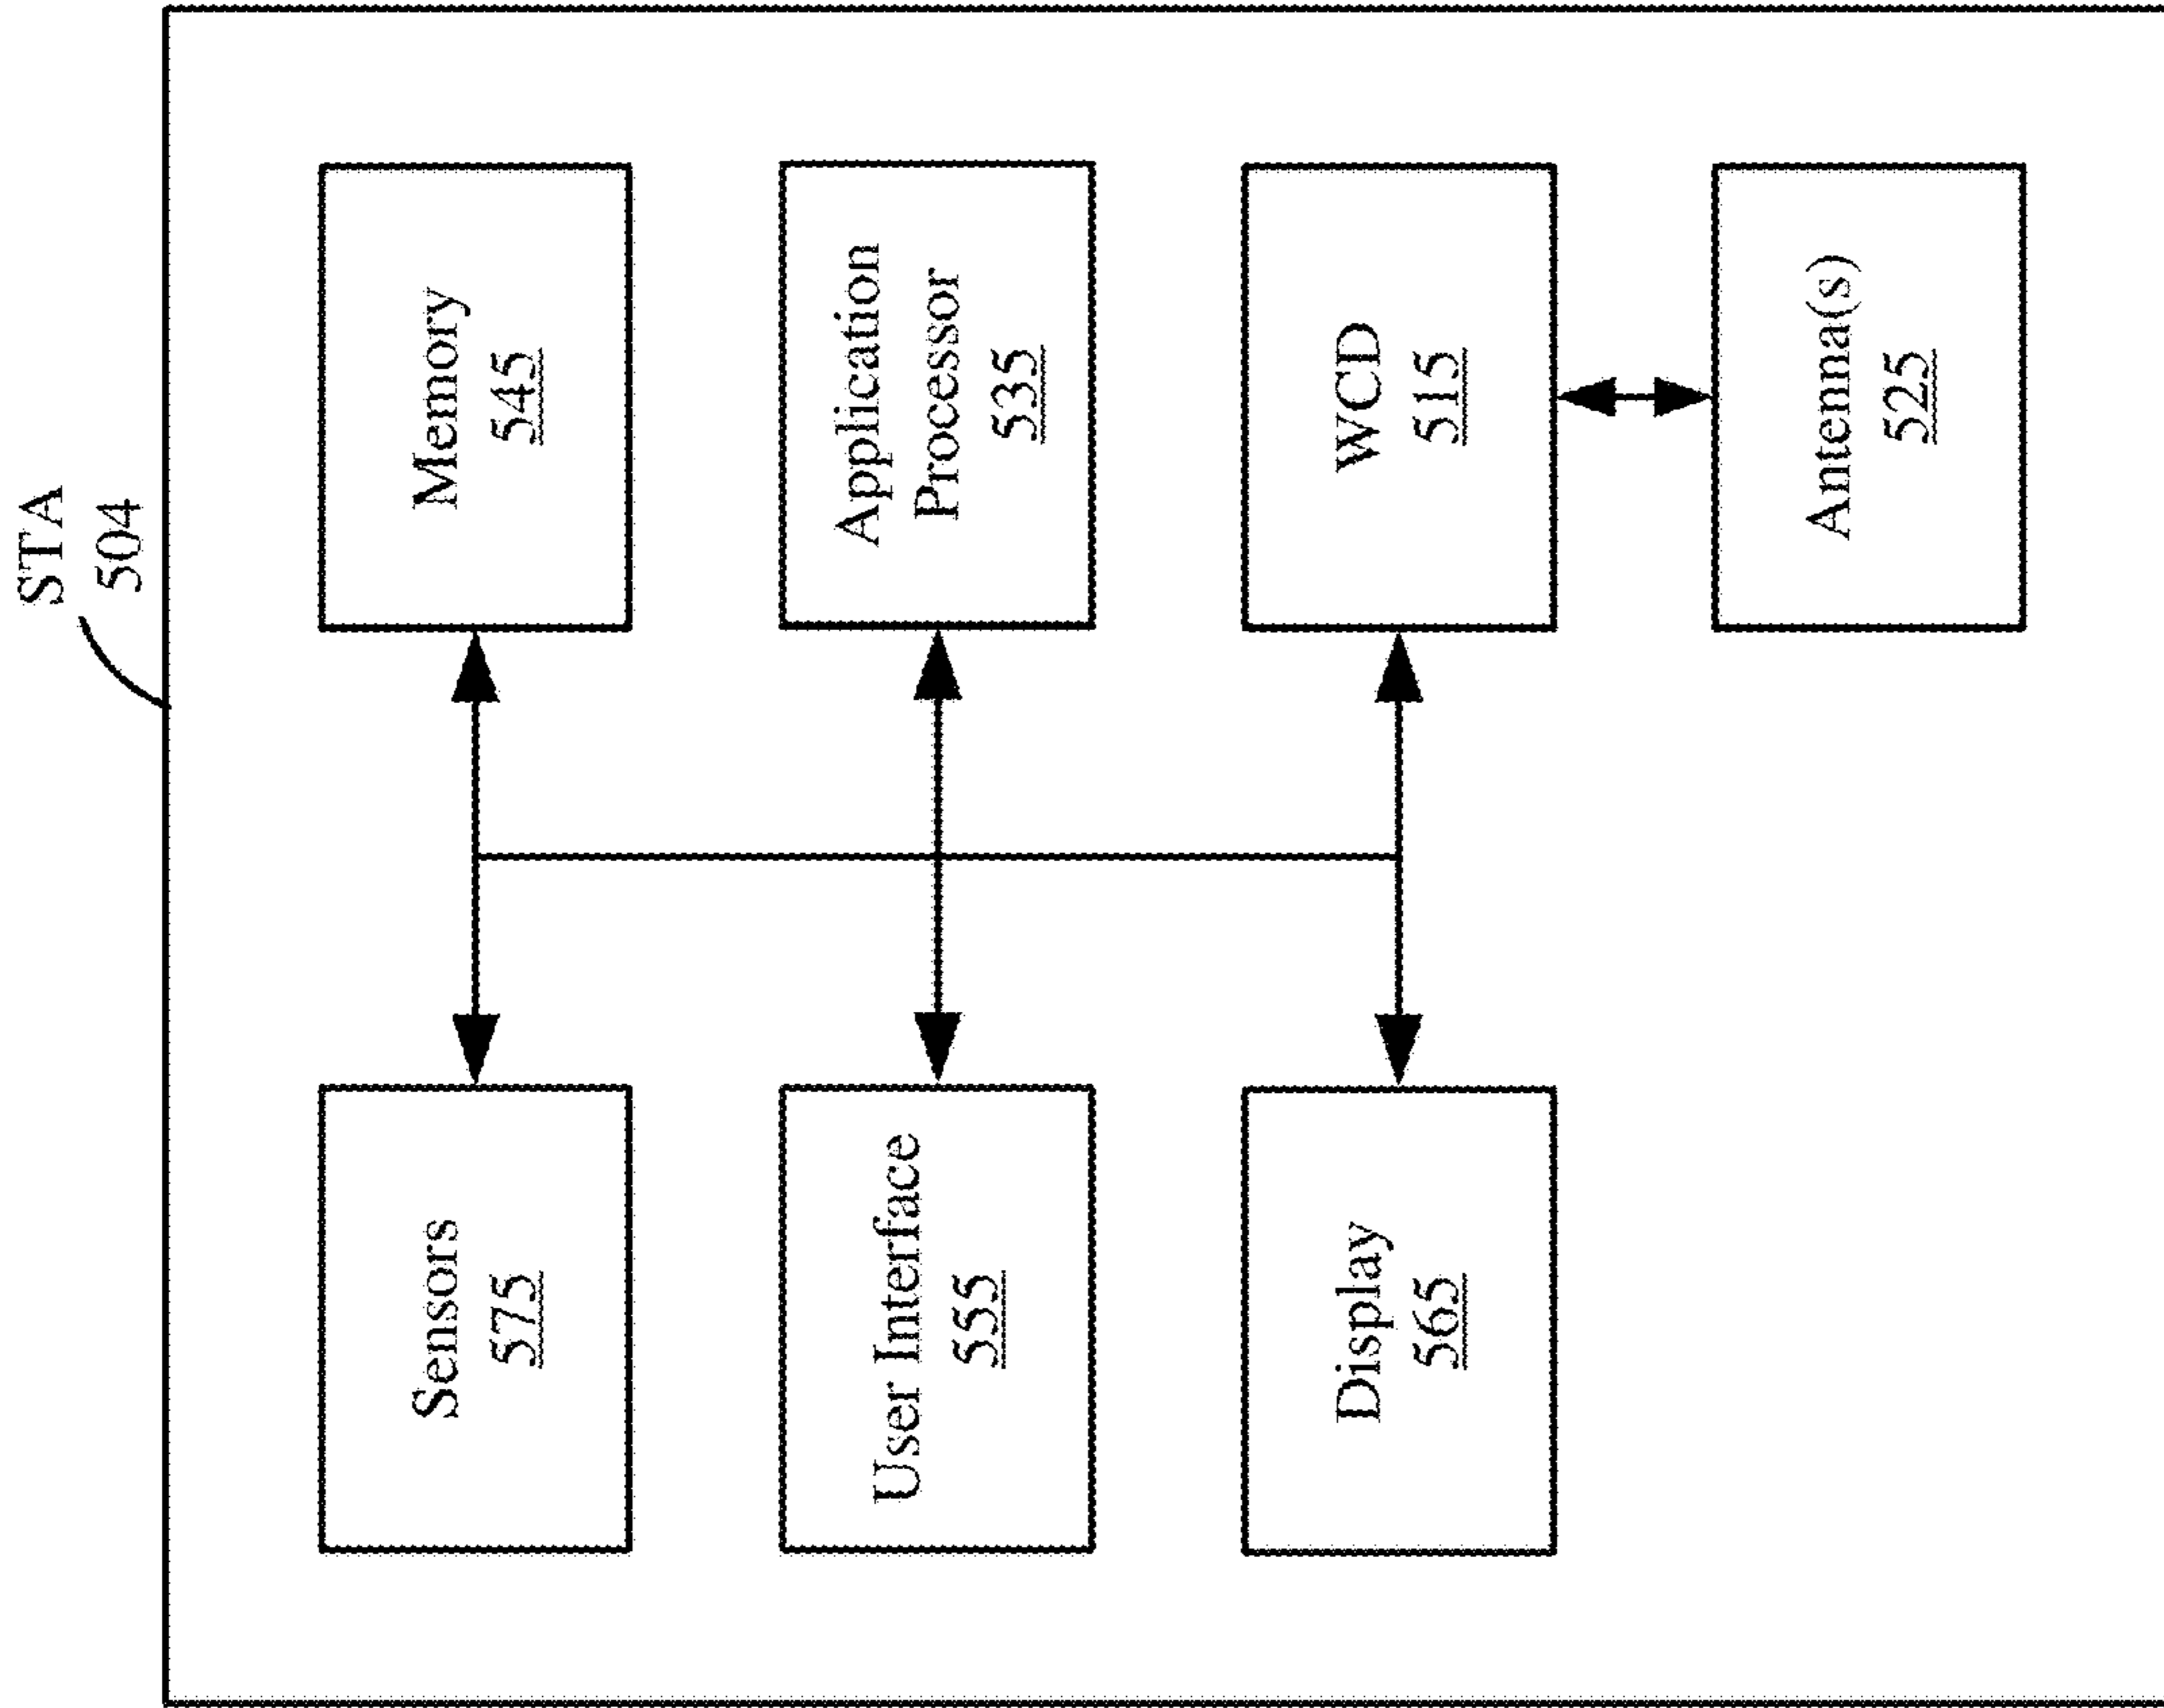 STA
504
Sensors
575
Memory
545
User Interface
555
Application
Processor
535
Display
565
WCD
515
Antenna(s)
525